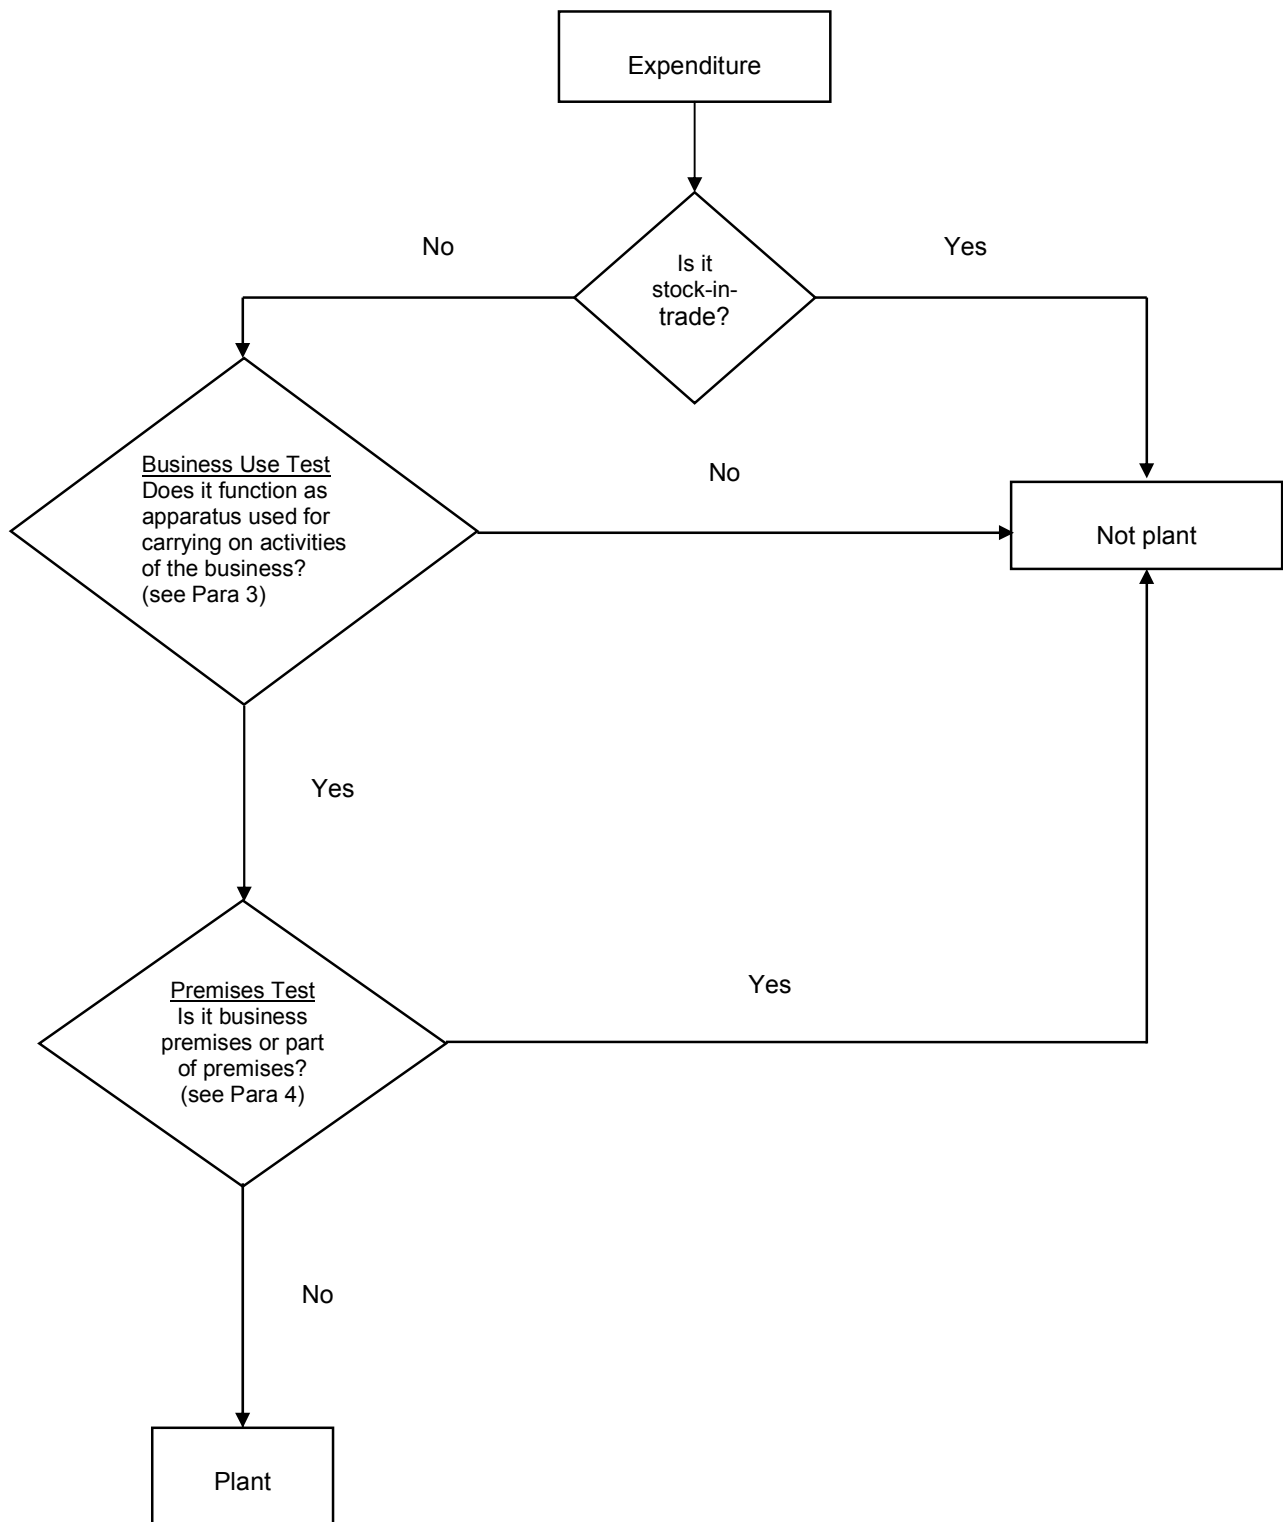 Expenditure
No
Yes
Is it
stock-in-
trade?
Business Use Test
Does it function as
apparatus used for
carrying on activities
of the business?
(see Para 3)
No
Not plant
Yes
Premises Test
Is it business
premises or part
of premises?
(see Para 4)
Yes
No
Plant